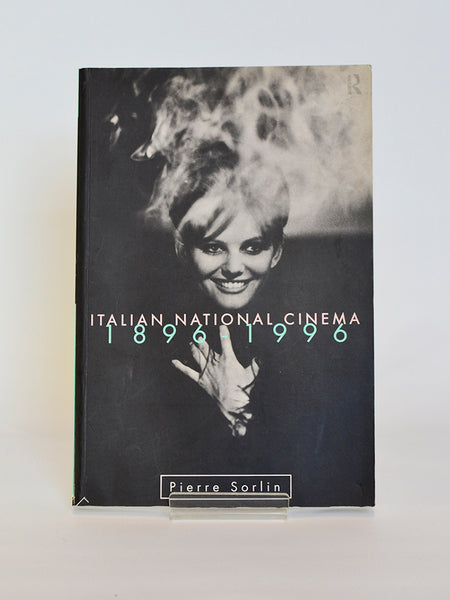 R
ITALIAN NATIONAL CINEMA
1896-1996
Pierre Sorlin